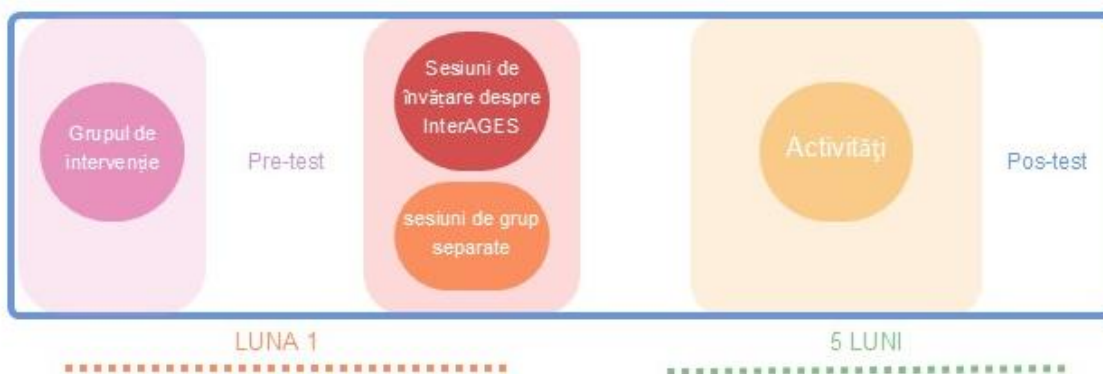 Grupul de
intervenție
Pre-test
Sesiuni de
învățare despre
InterAGES
sesiuni de grup
separate
Activităţi
Pos-test
LUNA 1
5 LUNI